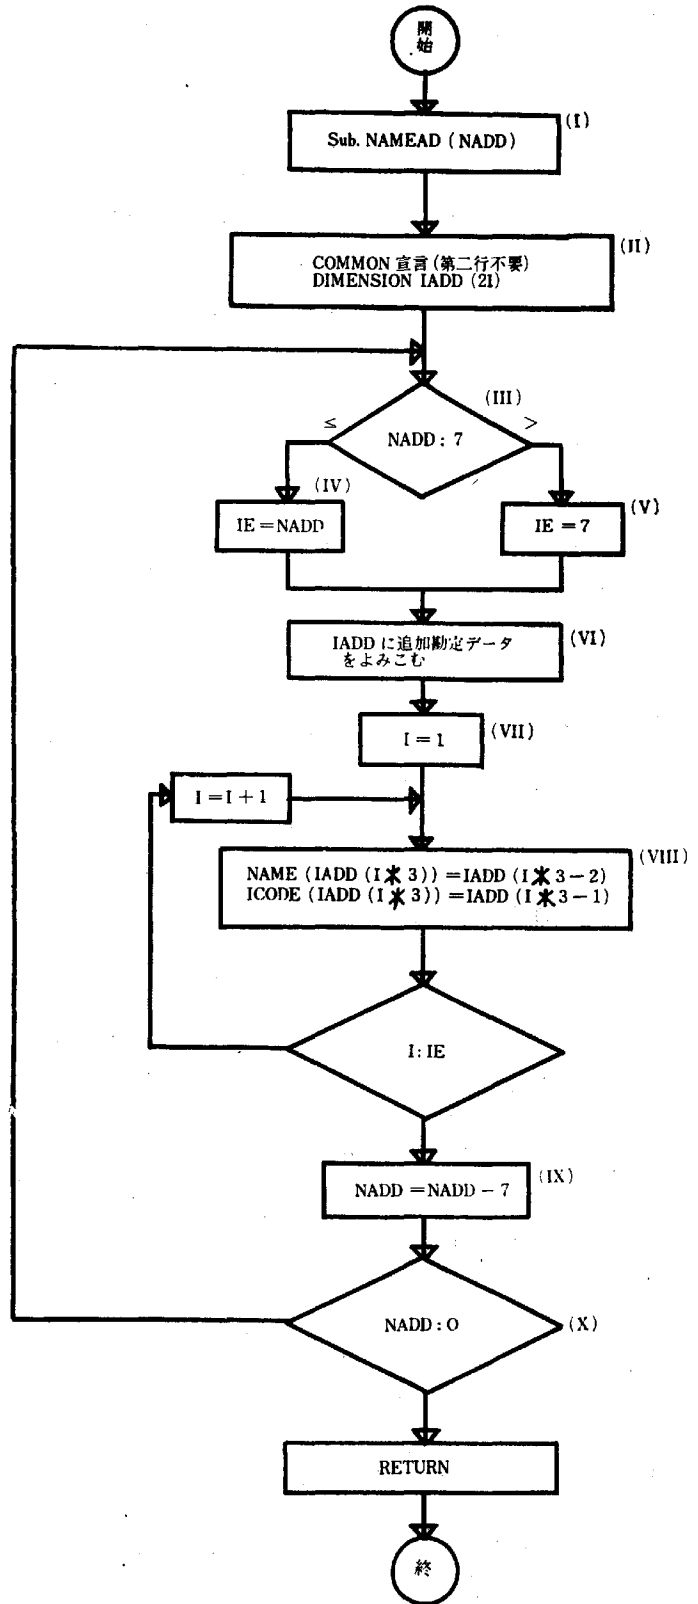 開
始
(I)
Sub. NAMEAD (NADD)
(II)
COMMON 宣言 (第二行不要)
DIMENSION IADD (21)
(III)
≤
>
NADD : 7
(IV)
(V)
IE = NADD
IE = 7
(VI)
IADD に追加勘定データ
をよみこむ
(VII)
I = 1
I = I + 1
(VIII)
NAME (IADD (I * 3)) = IADD (I * 3 - 2)
ICODE (IADD (I * 3)) = IADD (I * 3 - 1)
I : IE
(IX)
NADD = NADD - 7
NADD : O
(X)
RETURN
終